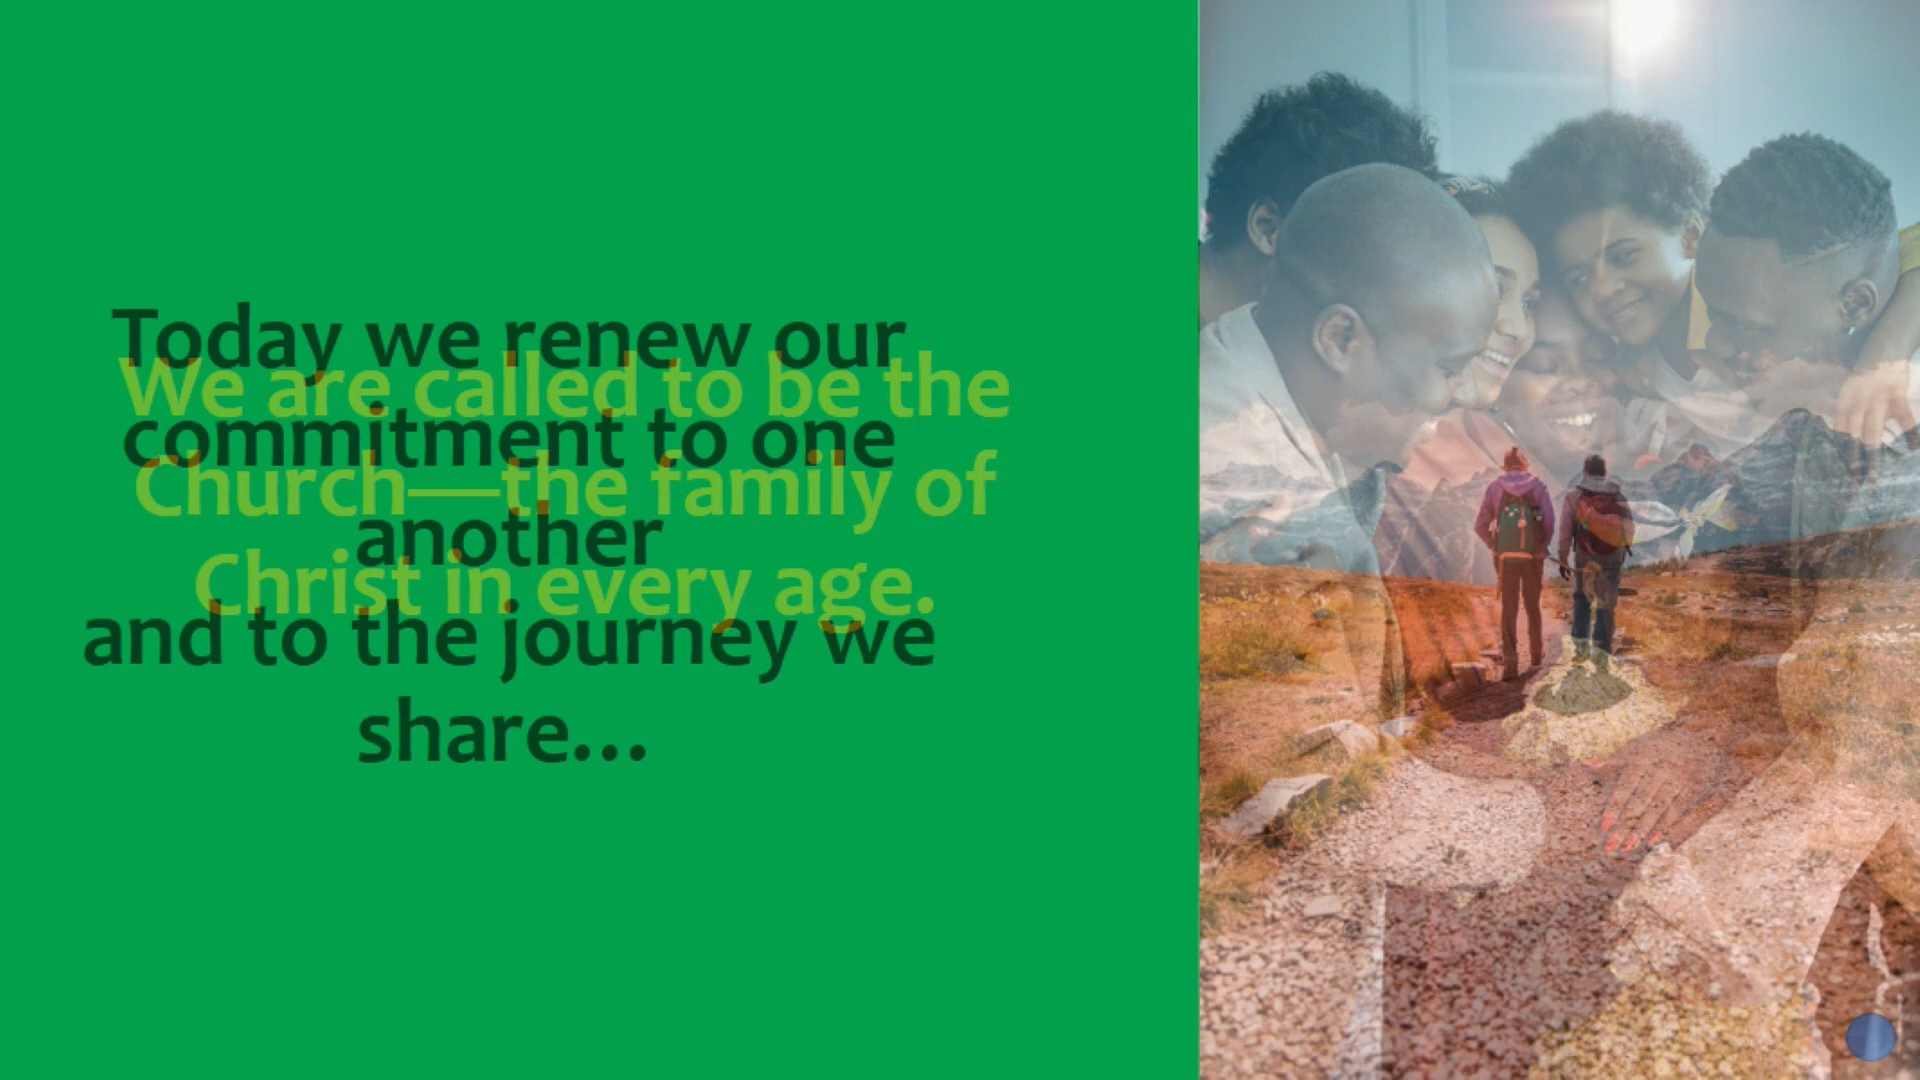 Today we renew our
commitment to one
another
and to the journey we
share…
We are called to be the
Church—the family of
Christ in every age.